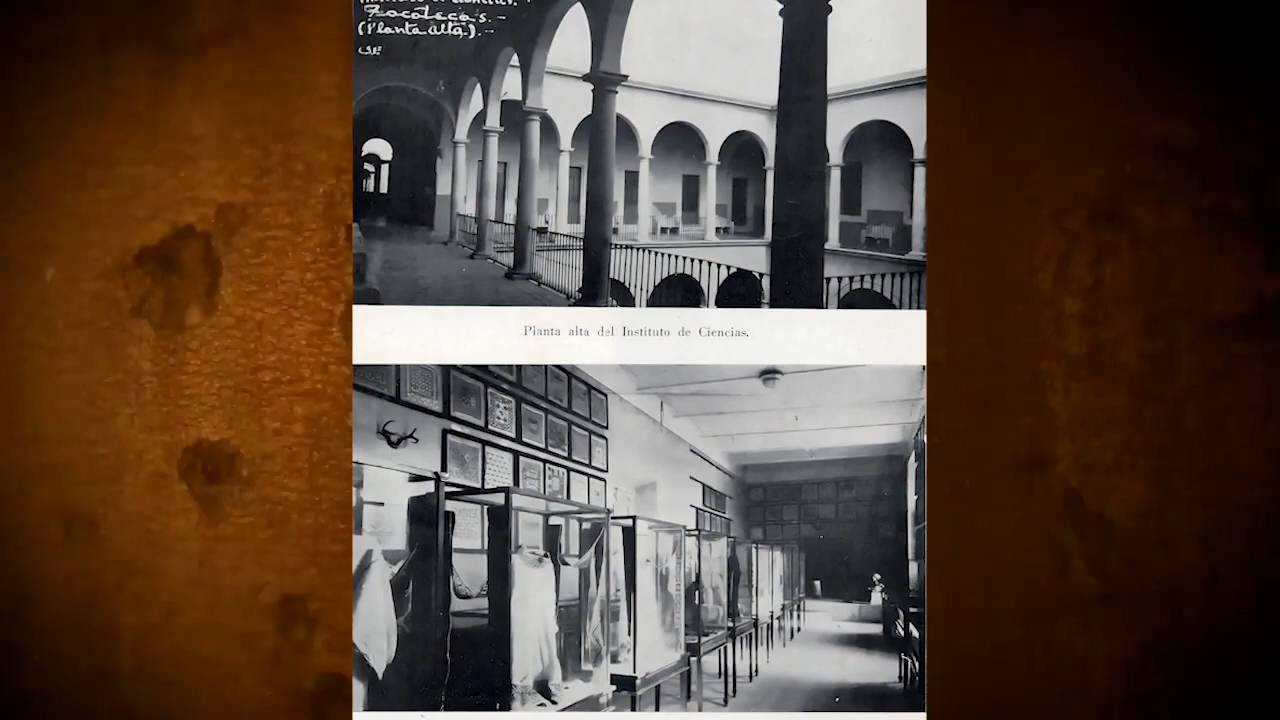 Zacatecas.-
(Planta alta).-
Planta alta del Instituto de Ciencias.